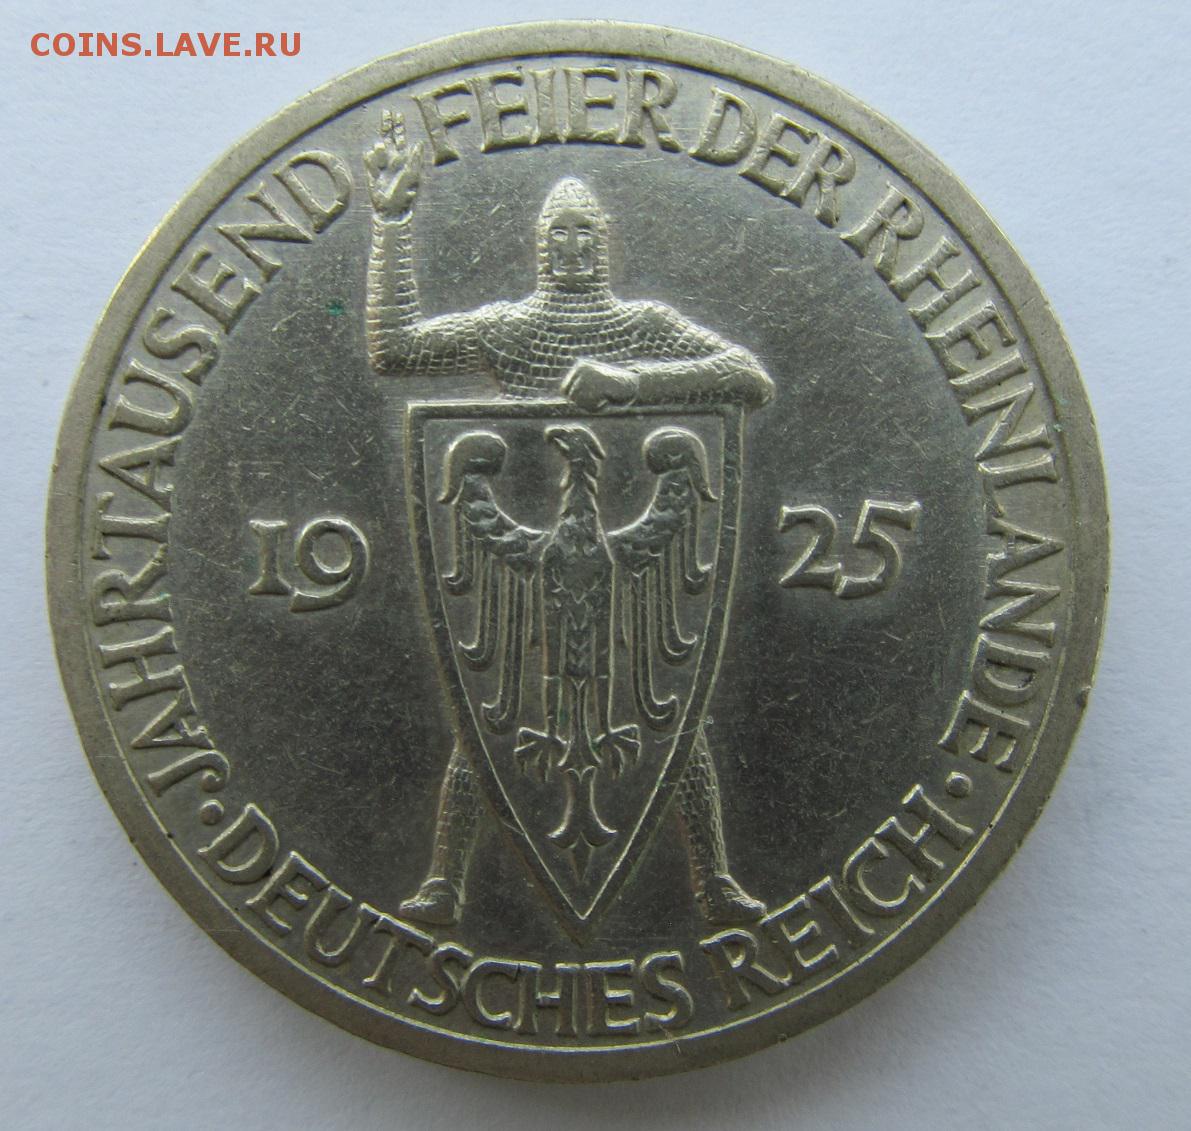 COINS.LAVE.RU
JAHRTAUSEND FEIER DER RHEINLANDE
19 25
· DEUTSCHES REICH ·